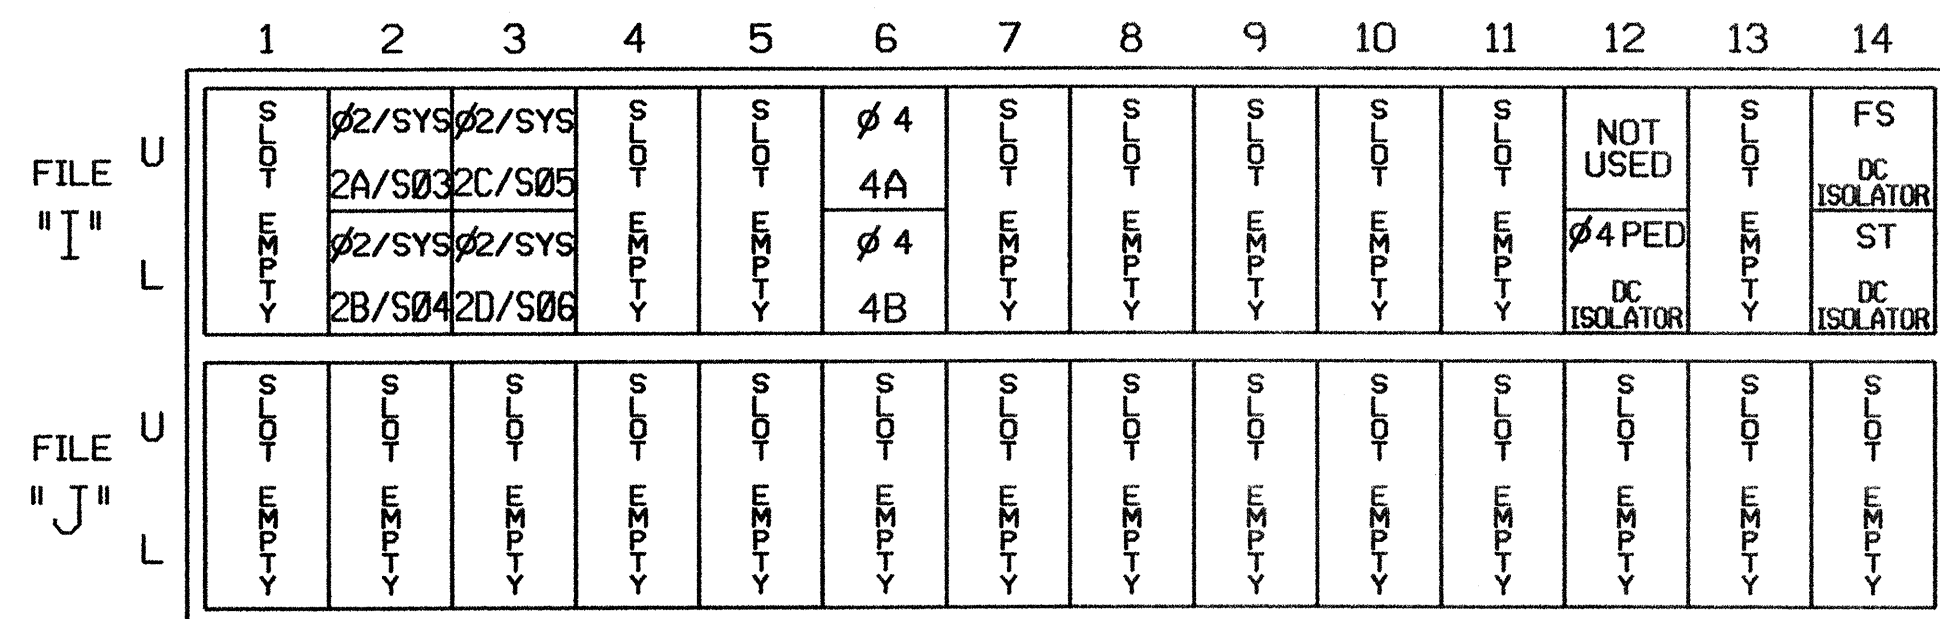 1 2 3 4 5 6 7 8 9 10 11 12 13 14
FILE "I"
U
L
SLOT EMPTY
Ø2/SYS
2A/SØ3
Ø2/SYS
2B/SØ4
Ø2/SYS
2C/SØ5
Ø2/SYS
2D/SØ6
SLOT EMPTY
SLOT EMPTY
Ø 4
4A
Ø 4
4B
SLOT EMPTY
SLOT EMPTY
SLOT EMPTY
SLOT EMPTY
SLOT EMPTY
NOT
USED
Ø4 PED
DC
ISOLATOR
SLOT EMPTY
FS
DC
ISOLATOR
ST
DC
ISOLATOR
FILE "J"
U
L
SLOT EMPTY
SLOT EMPTY
SLOT EMPTY
SLOT EMPTY
SLOT EMPTY
SLOT EMPTY
SLOT EMPTY
SLOT EMPTY
SLOT EMPTY
SLOT EMPTY
SLOT EMPTY
SLOT EMPTY
SLOT EMPTY
SLOT EMPTY